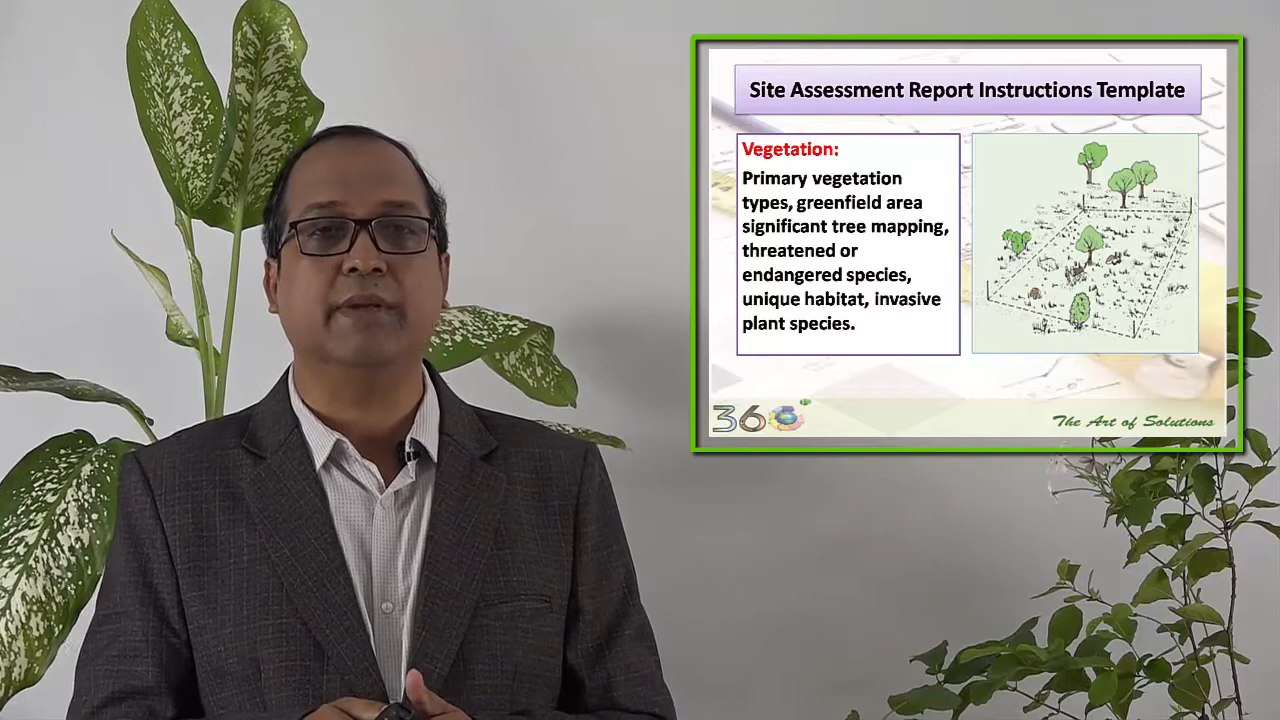 Site Assessment Report Instructions Template
Vegetation:
Primary vegetation
types, greenfield area
significant tree mapping,
threatened or
endangered species,
unique habitat, invasive
plant species.
360
The Art of Solutions